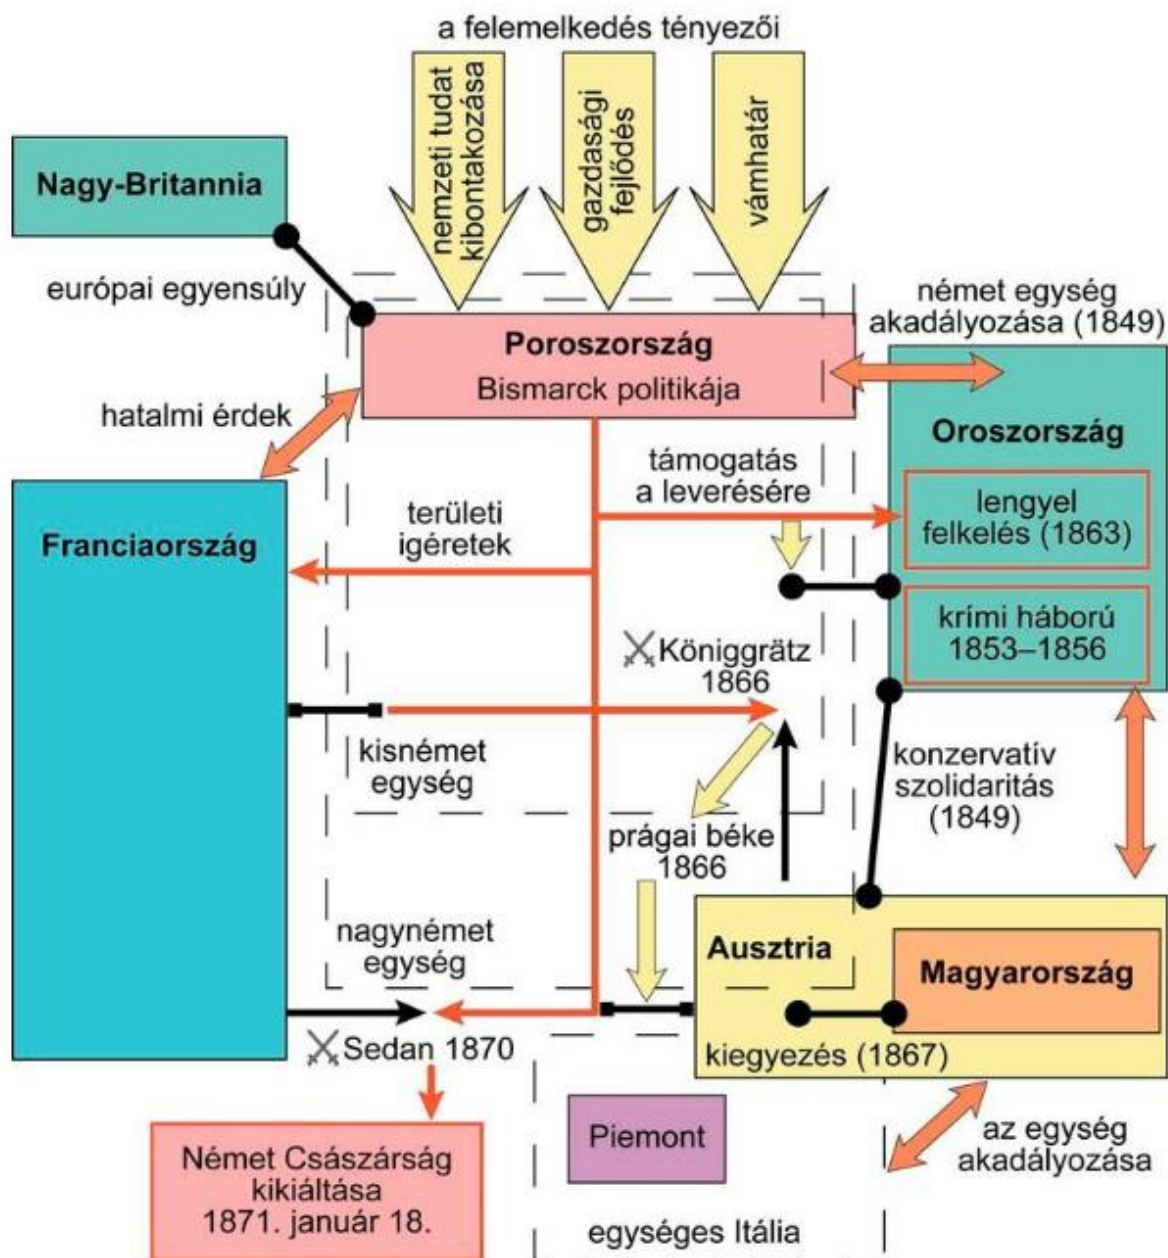 a felemelkedés tényezői
nemzeti tudat
kibontakozása
gazdasági
fejlődés
vámhatár
Nagy-Britannia
európai egyensúly
német egység
akadályozása (1849)
Poroszország
Bismarck politikája
hatalmi érdek
Oroszország
támogatás
a leverésére
lengyel
felkelés (1863)
Franciaország
területi
igéretek
krími háború
1853–1856
Königgrätz
1866
kisnémet
egység
konzervatív
szolidaritás
(1849)
prágai béke
1866
nagynémet
egység
Ausztria
Magyarország
Sedan 1870
kiegyezés (1867)
Piemont
az egység
akadályozása
Német Császárság
kikiáltása
1871. január 18.
egységes Itália